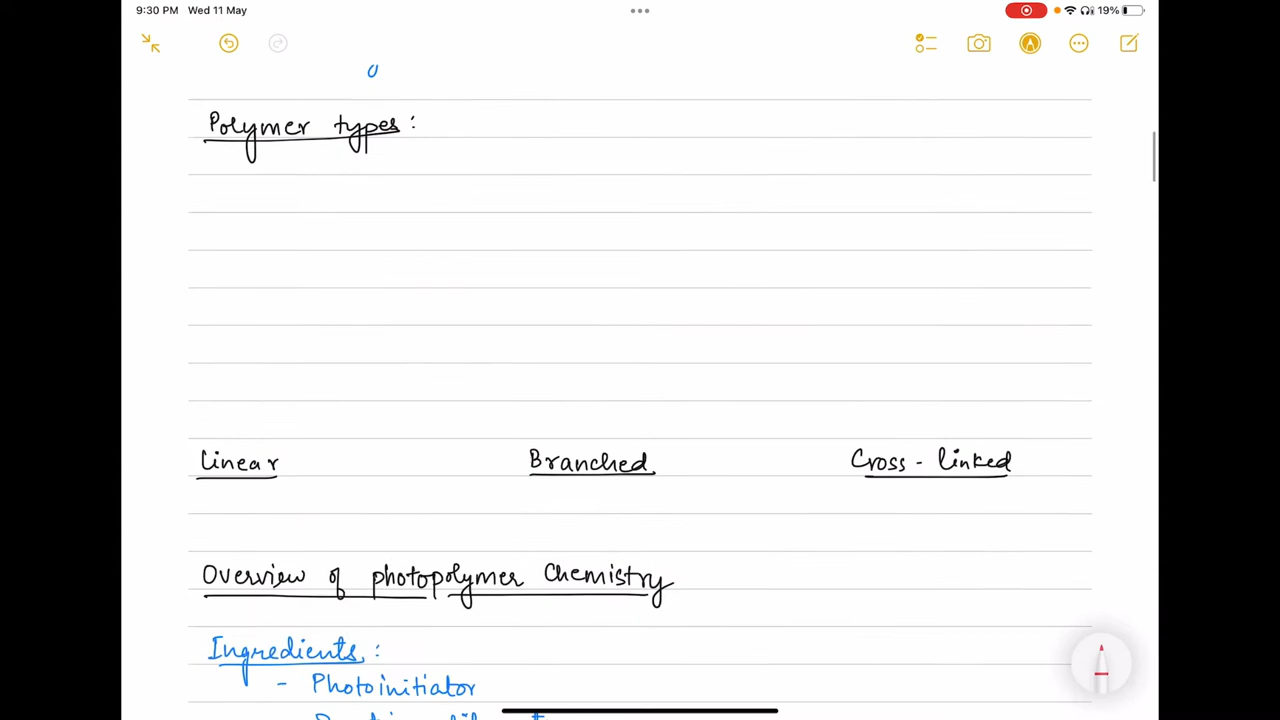 9:30 PM Wed 11 May
19%
Polymer types:
Linear Branched Cross-linked
Overview of photopolymer Chemistry
Ingredients:
- Photoinitiator